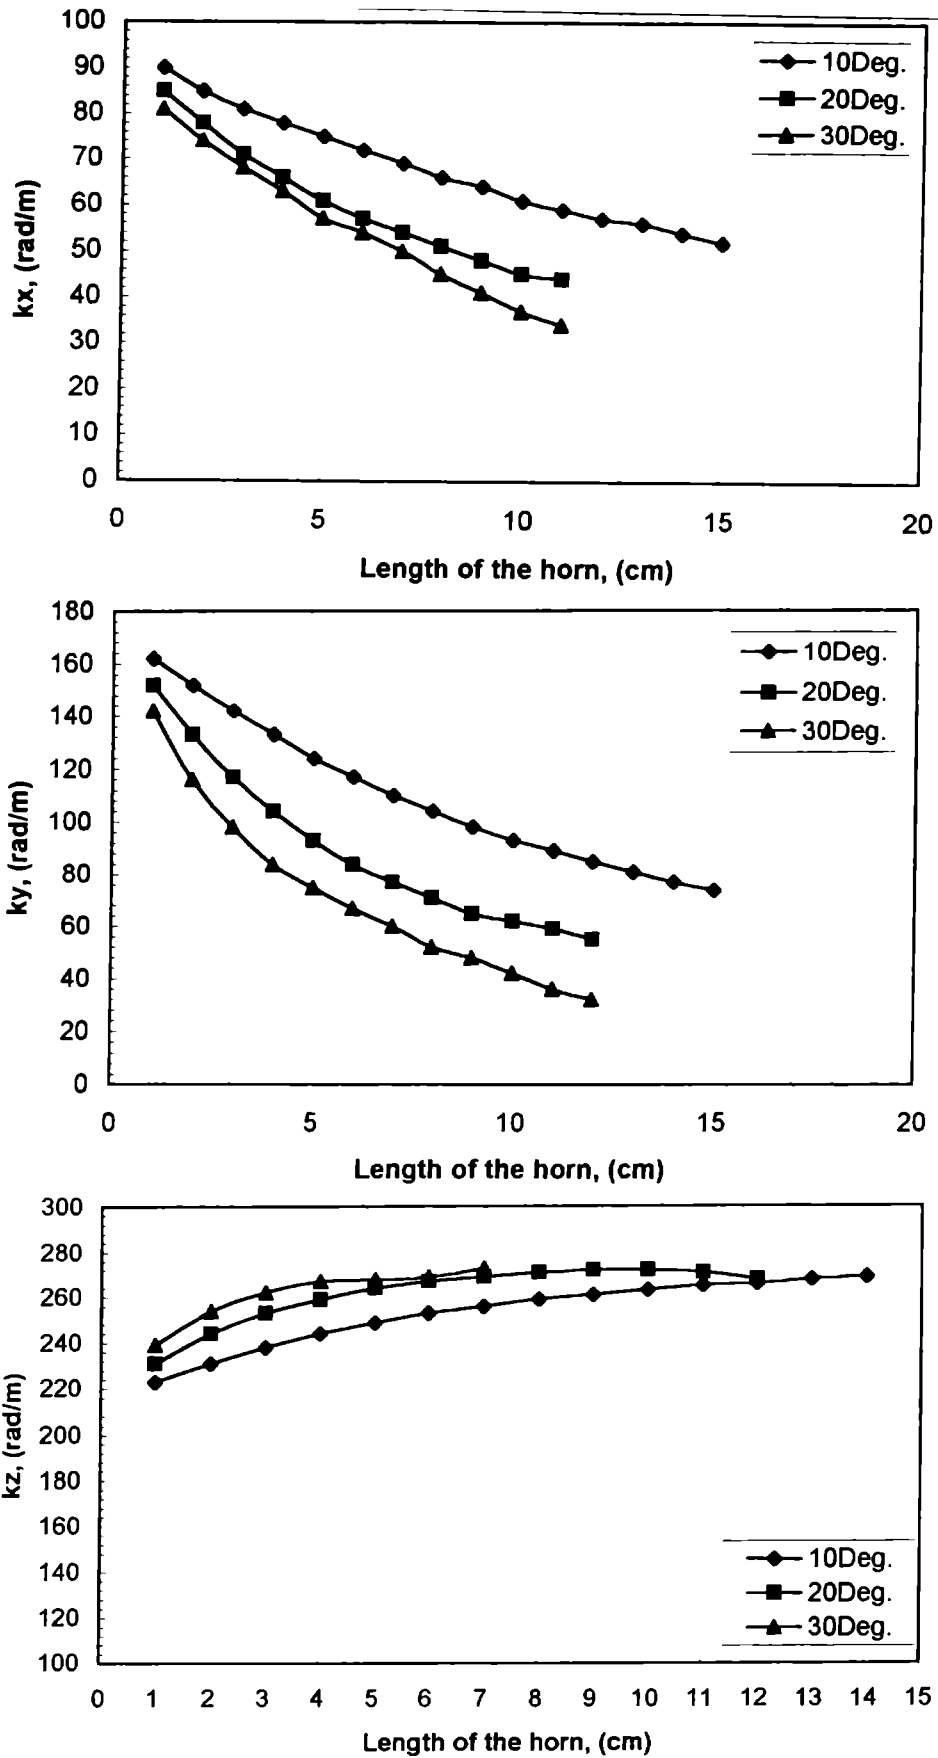 100
90
80
70
60
50
40
30
20
10
0
kx, (rad/m)
10Deg.
20Deg.
30Deg.
0 5 10 15 20
Length of the horn, (cm)
180
160
140
120
100
80
60
40
20
0
ky, (rad/m)
10Deg.
20Deg.
30Deg.
0 5 10 15 20
Length of the horn, (cm)
300
280
260
240
220
200
180
160
140
120
100
kz, (rad/m)
10Deg.
20Deg.
30Deg.
0 1 2 3 4 5 6 7 8 9 10 11 12 13 14 15
Length of the horn, (cm)